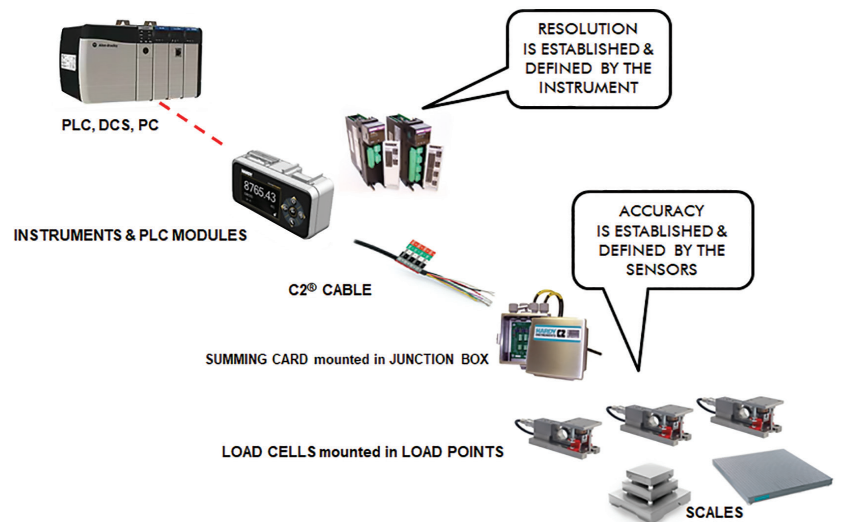 RESOLUTION
IS ESTABLISHED &
DEFINED BY THE
INSTRUMENT
PLC, DCS, PC
8765.43
INSTRUMENTS & PLC MODULES
ACCURACY
IS ESTABLISHED &
DEFINED BY THE
SENSORS
C2® CABLE
HARDY
INSTRUMENTS
C2
SUMMING CARD mounted in JUNCTION BOX
LOAD CELLS mounted in LOAD POINTS
SCALES